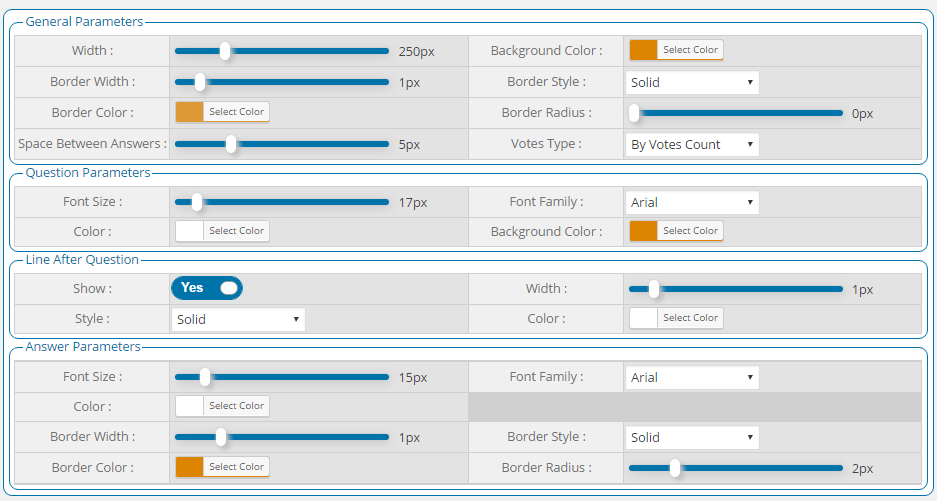 General Parameters
Width : 250px Background Color : Select Color
Border Width : 1px Border Style : Solid
Border Color : Select Color Border Radius : 0px
Space Between Answers : 5px Votes Type : By Votes Count
Question Parameters
Font Size : 17px Font Family : Arial
Color : Select Color Background Color : Select Color
Line After Question
Show : Yes Width : 1px
Style : Solid Color : Select Color
Answer Parameters
Font Size : 15px Font Family : Arial
Color : Select Color
Border Width : 1px Border Style : Solid
Border Color : Select Color Border Radius : 2px